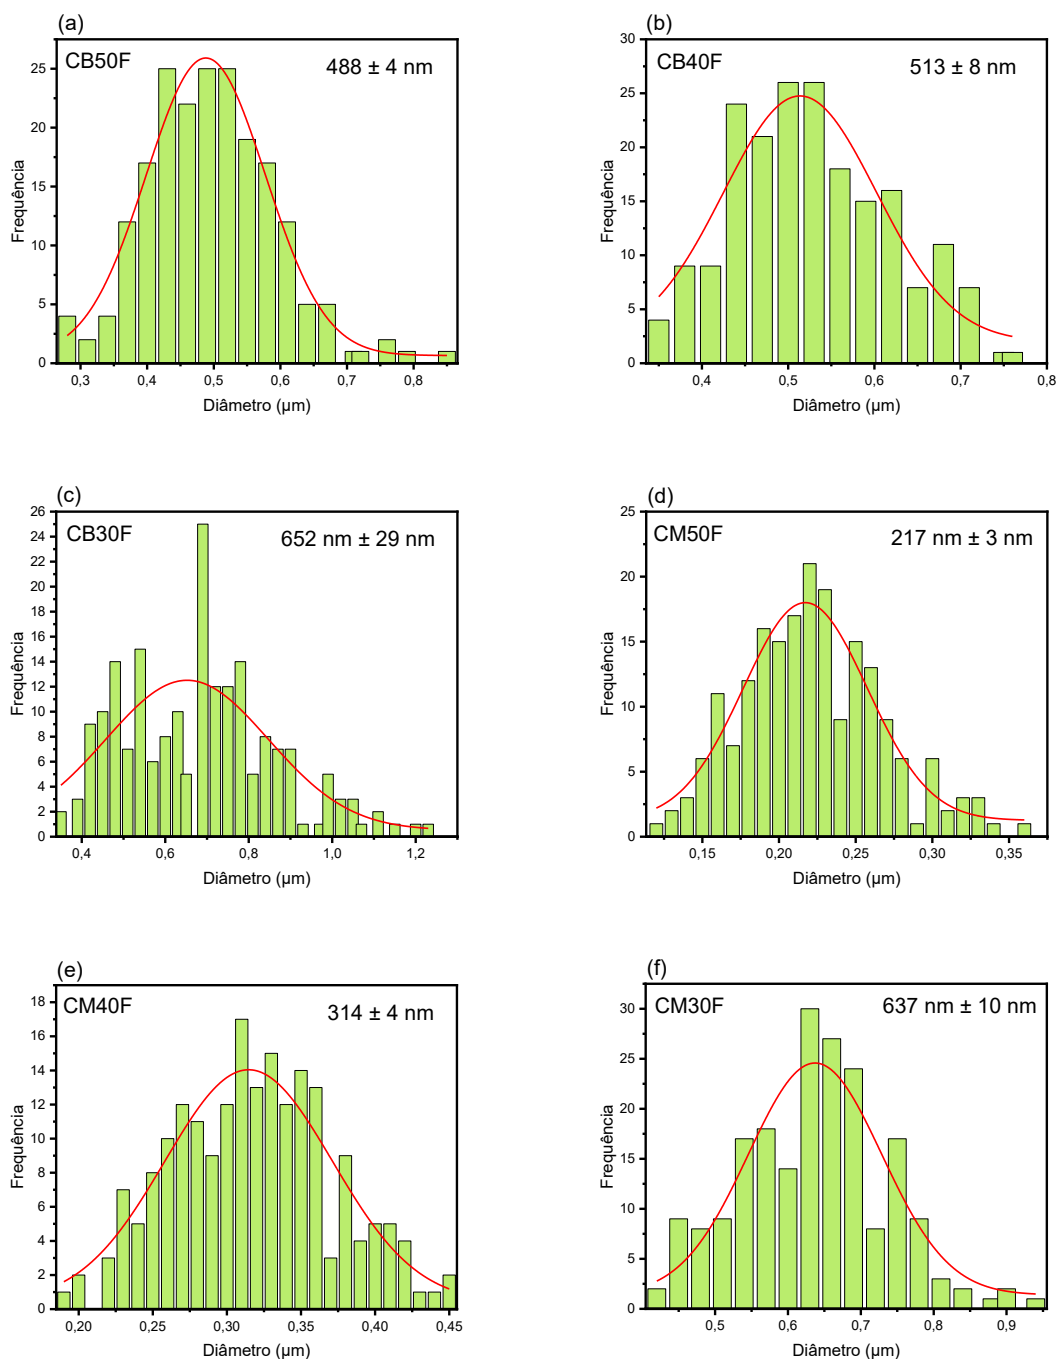 (a)
CB50F
488 ± 4 nm
25
20
15
10
5
0
Frequência
0,3 0,4 0,5 0,6 0,7 0,8
Diâmetro (µm)
(b)
CB40F
513 ± 8 nm
30
25
20
15
10
5
0
Frequência
0,4 0,5 0,6 0,7 0,8
Diâmetro (µm)
(c)
CB30F
652 nm ± 29 nm
26
24
22
20
18
16
14
12
10
8
6
4
2
0
Frequência
0,4 0,6 0,8 1,0 1,2
Diâmetro (µm)
(d)
CM50F
217 nm ± 3 nm
25
20
15
10
5
0
Frequência
0,15 0,20 0,25 0,30 0,35
Diâmetro (µm)
(e)
CM40F
314 ± 4 nm
18
16
14
12
10
8
6
4
2
0
Frequência
0,20 0,25 0,30 0,35 0,40 0,45
Diâmetro (µm)
(f)
CM30F
637 nm ± 10 nm
30
25
20
15
10
5
0
Frequência
0,5 0,6 0,7 0,8 0,9
Diâmetro (µm)